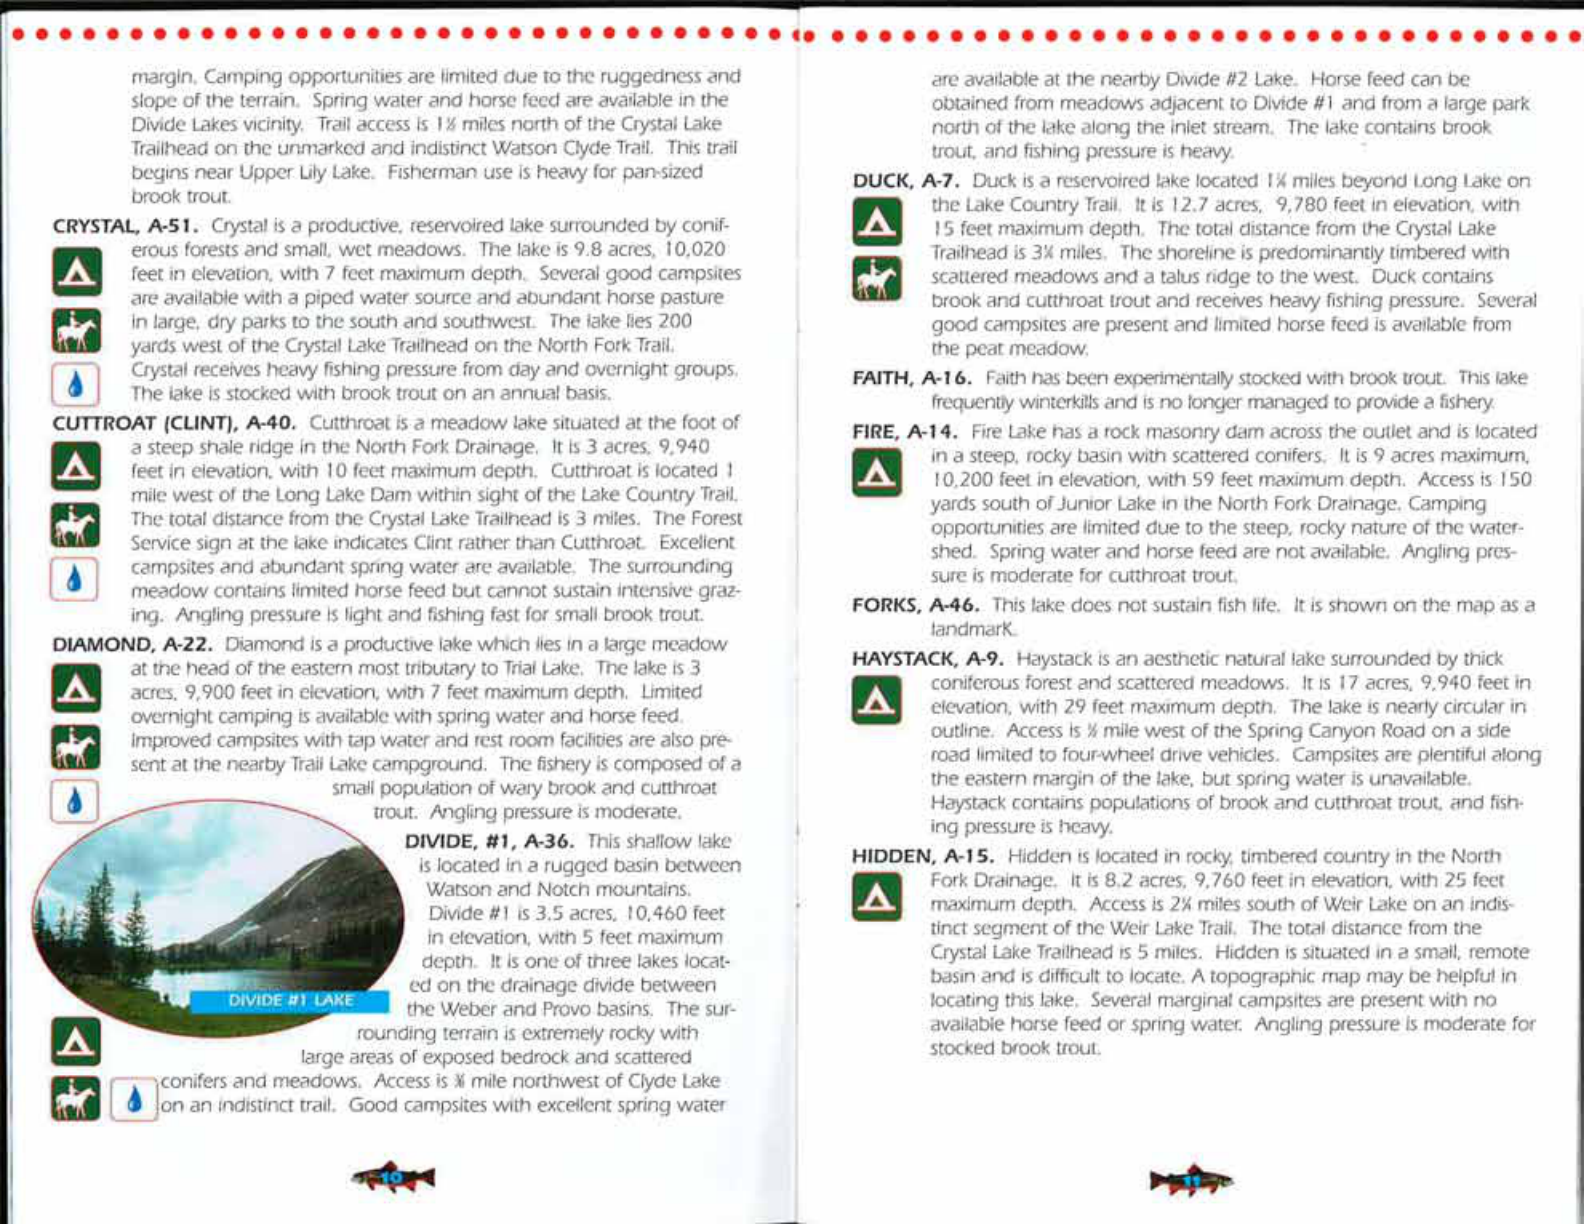 margin. Camping opportunities are limited due to the ruggedness and
slope of the terrain. Spring water and horse feed are available in the
Divide Lakes vicinity. Trail access is 1½ miles north of the Crystal Lake
Trailhead on the unmarked and indistinct Watson Clyde Trail. This trail
begins near Upper Lily Lake. Fisherman use is heavy for pan-sized
brook trout.
CRYSTAL, A-51. Crystal is a productive, reservoired lake surrounded by conif-
erous forests and small, wet meadows. The lake is 9.8 acres, 10,020
feet in elevation, with 7 feet maximum depth. Several good campsites
are available with a piped water source and abundant horse pasture
in large, dry parks to the south and southwest. The lake lies 200
yards west of the Crystal Lake Trailhead on the North Fork Trail.
Crystal receives heavy fishing pressure from day and overnight groups.
The lake is stocked with brook trout on an annual basis.
CUTTROAT (CLINT), A-40. Cutthroat is a meadow lake situated at the foot of
a steep shale ridge in the North Fork Drainage. It is 3 acres, 9,940
feet in elevation, with 10 feet maximum depth. Cutthroat is located 1
mile west of the Long Lake Dam within sight of the Lake Country Trail.
The total distance from the Crystal Lake Trailhead is 3 miles. The Forest
Service sign at the lake indicates Clint rather than Cutthroat. Excellent
campsites and abundant spring water are available. The surrounding
meadow contains limited horse feed but cannot sustain intensive graz-
ing. Angling pressure is light and fishing fast for small brook trout.
DIAMOND, A-22. Diamond is a productive lake which lies in a large meadow
at the head of the eastern most tributary to Trial Lake. The lake is 3
acres, 9,900 feet in elevation, with 7 feet maximum depth. Limited
overnight camping is available with spring water and horse feed.
Improved campsites with tap water and rest room facilities are also pre-
sent at the nearby Trail Lake campground. The fishery is composed of a
small population of wary brook and cutthroat
trout. Angling pressure is moderate.
DIVIDE, #1, A-36. This shallow lake
is located in a rugged basin between
Watson and Notch mountains.
Divide #1 is 3.5 acres, 10,460 feet
in elevation, with 5 feet maximum
depth. It is one of three lakes locat-
ed on the drainage divide between
the Weber and Provo basins. The sur-
rounding terrain is extremely rocky with
large areas of exposed bedrock and scattered
conifers and meadows. Access is mile northwest of Clyde Lake
on an indistinct trail. Good campsites with excellent spring water
DIVIDE #1 LAKE
10
are available at the nearby Divide #2 Lake. Horse feed can be
obtained from meadows adjacent to Divide #1 and from a large park
north of the lake along the inlet stream. The lake contains brook
trout, and fishing pressure is heavy.
DUCK, A-7. Duck is a reservoired lake located miles beyond Long Lake on
the Lake Country Trail. It is 12.7 acres, 9,780 feet in elevation, with
15 feet maximum depth. The total distance from the Crystal Lake
Trailhead is miles. The shoreline is predominantly timbered with
scattered meadows and a talus ridge to the west. Duck contains
brook and cutthroat trout and receives heavy fishing pressure. Several
good campsites are present and limited horse feed is available from
the peat meadow.
FAITH, A-16. Faith has been experimentally stocked with brook trout. This lake
frequently winterkills and is no longer managed to provide a fishery.
FIRE, A-14. Fire Lake has a rock masonry dam across the outlet and is located
in a steep, rocky basin with scattered conifers. It is 9 acres maximum,
10,200 feet in elevation, with 59 feet maximum depth. Access is 150
yards south of Junior Lake in the North Fork Drainage. Camping
opportunities are limited due to the steep, rocky nature of the water-
shed. Spring water and horse feed are not available. Angling pres-
sure is moderate for cutthroat trout.
FORKS, A-46. This lake does not sustain fish life. It is shown on the map as a
landmark.
HAYSTACK, A-9. Haystack is an aesthetic natural lake surrounded by thick
coniferous forest and scattered meadows. It is 17 acres, 9,940 feet in
elevation, with 29 feet maximum depth. The lake is nearly circular in
outline. Access is mile west of the Spring Canyon Road on a side
road limited to four-wheel drive vehicles. Campsites are plentiful along
the eastern margin of the lake, but spring water is unavailable.
Haystack contains populations of brook and cutthroat trout, and fish-
ing pressure is heavy.
HIDDEN, A-15. Hidden is located in rocky, timbered country in the North
Fork Drainage. It is 8.2 acres, 9,760 feet in elevation, with 25 feet
maximum depth. Access is miles south of Weir Lake on an indis-
tinct segment of the Weir Lake Trail. The total distance from the
Crystal Lake Trailhead is 5 miles. Hidden is situated in a small, remote
basin and is difficult to locate. A topographic map may be helpful in
locating this lake. Several marginal campsites are present with no
available horse feed or spring water. Angling pressure is moderate for
stocked brook trout.
11